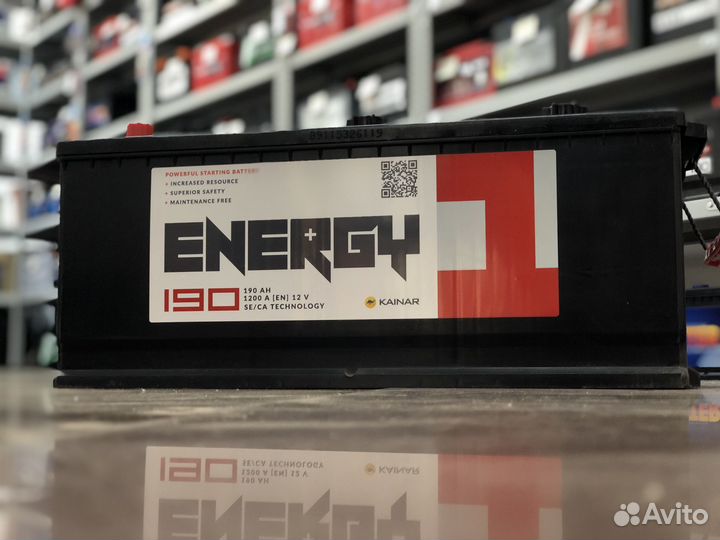 POWERFUL STARTING BATTERY
+ INCREASED RESOURCE
+ SUPERIOR SAFETY
+ MAINTENANCE FREE
ENERGY
190
190 AH
1200 A [EN] 12 V
SE/CA TECHNOLOGY
KAINAR
1
Avito